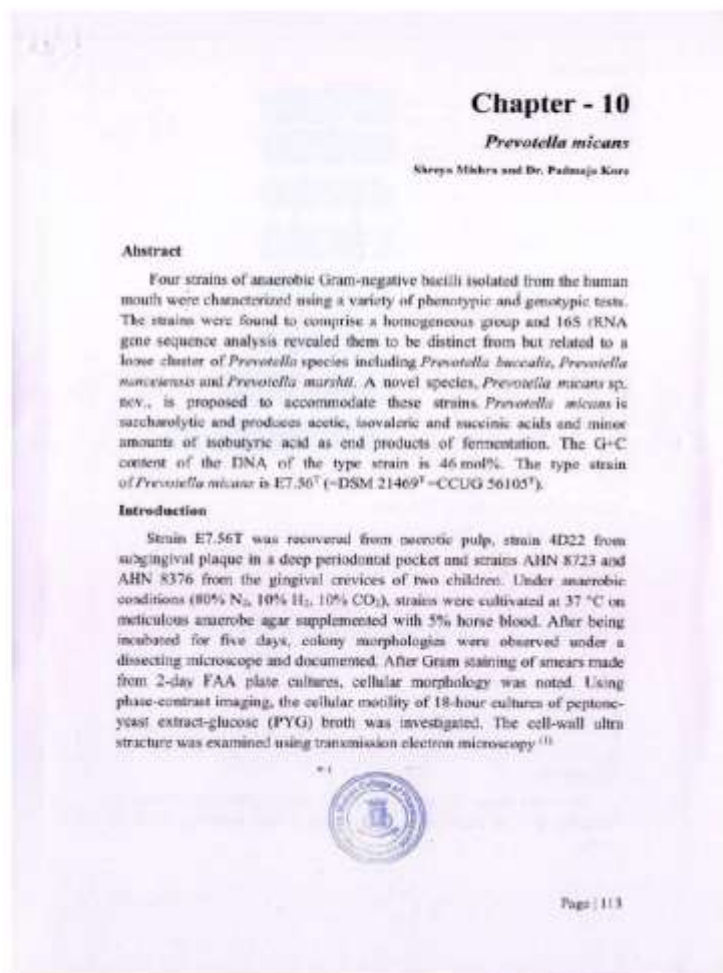 Chapter - 10
Prevotella micans
Shreya Mishra and Dr. Padmaja Kore
Abstract
Four strains of anaerobic Gram-negative bacilli isolated from the human
mouth were characterized using a variety of phenotypic and genotypic tests.
The strains were found to comprise a homogeneous group and 16S rRNA
gene sequence analysis revealed them to be distinct from but related to a
loose cluster of Prevotella species including Prevotella buccalis, Prevotella
and Prevotella marshii. A novel species, Prevotella micans sp.
nov., is proposed to accommodate these strains. Prevotella micans is
saccharolytic and produces acetic, isovaleric and succinic acids and minor
amounts of isobutyric acid as end products of fermentation. The G+C
content of the DNA of the type strain is 46 mol%. The type strain
of Prevotella micans is E7.56ᵀ (=DSM 21469ᵀ =CCUG 56105ᵀ).
Introduction
Strain E7.56T was recovered from necrotic pulp, strain 4D22 from
subgingival plaque in a deep periodontal pocket and strains AHN 8723 and
AHN 8376 from the gingival crevices of two children. Under anaerobic
conditions (80% N₂, 10% H₂, 10% CO₂), strains were cultivated at 37 °C on
meticulous anaerobe agar supplemented with 5% horse blood. After being
incubated for five days, colony morphologies were observed under a
dissecting microscope and documented. After Gram staining of smears made
from 2-day FAA plate cultures, cellular morphology was noted. Using
phase-contrast imaging, the cellular motility of 18-hour cultures of peptone-
yeast extract-glucose (PYG) broth was investigated. The cell-wall ultra
structure was examined using transmission electron microscopy
Page | 113